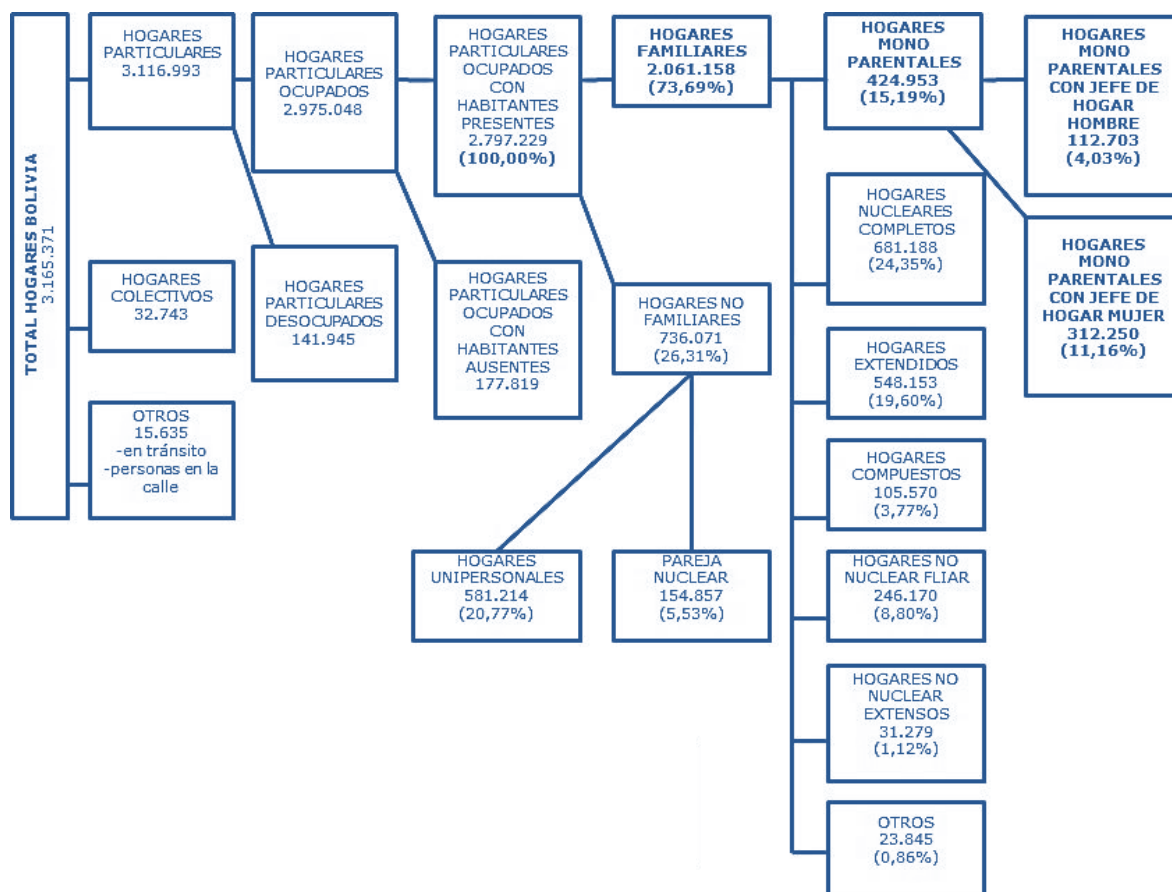 TOTAL HOGARES BOLIVIA
3.165.371
HOGARES
PARTICULARES
3.116.993
HOGARES
COLECTIVOS
32.743
OTROS
15.635
-en tránsito
-personas en la
calle
HOGARES
PARTICULARES
OCUPADOS
2.975.048
HOGARES
PARTICULARES
DESOCUPADOS
141.945
HOGARES
PARTICULARES
OCUPADOS
CON
HABITANTES
PRESENTES
2.797.229
(100,00%)
HOGARES
PARTICULARES
OCUPADOS
CON
HABITANTES
AUSENTES
177.819
HOGARES
FAMILIARES
2.061.158
(73,69%)
HOGARES NO
FAMILIARES
736.071
(26,31%)
HOGARES
UNIPERSONALES
581.214
(20,77%)
PAREJA
NUCLEAR
154.857
(5,53%)
HOGARES
MONO
PARENTALES
424.953
(15,19%)
HOGARES
NUCLEARES
COMPLETOS
681.188
(24,35%)
HOGARES
EXTENDIDOS
548.153
(19,60%)
HOGARES
COMPUESTOS
105.570
(3,77%)
HOGARES NO
NUCLEAR FLIAR
246.170
(8,80%)
HOGARES NO
NUCLEAR
EXTENSOS
31.279
(1,12%)
OTROS
23.845
(0,86%)
HOGARES
MONO
PARENTALES
CON JEFE DE
HOGAR
HOMBRE
112.703
(4,03%)
HOGARES
MONO
PARENTALES
CON JEFE DE
HOGAR MUJER
312.250
(11,16%)